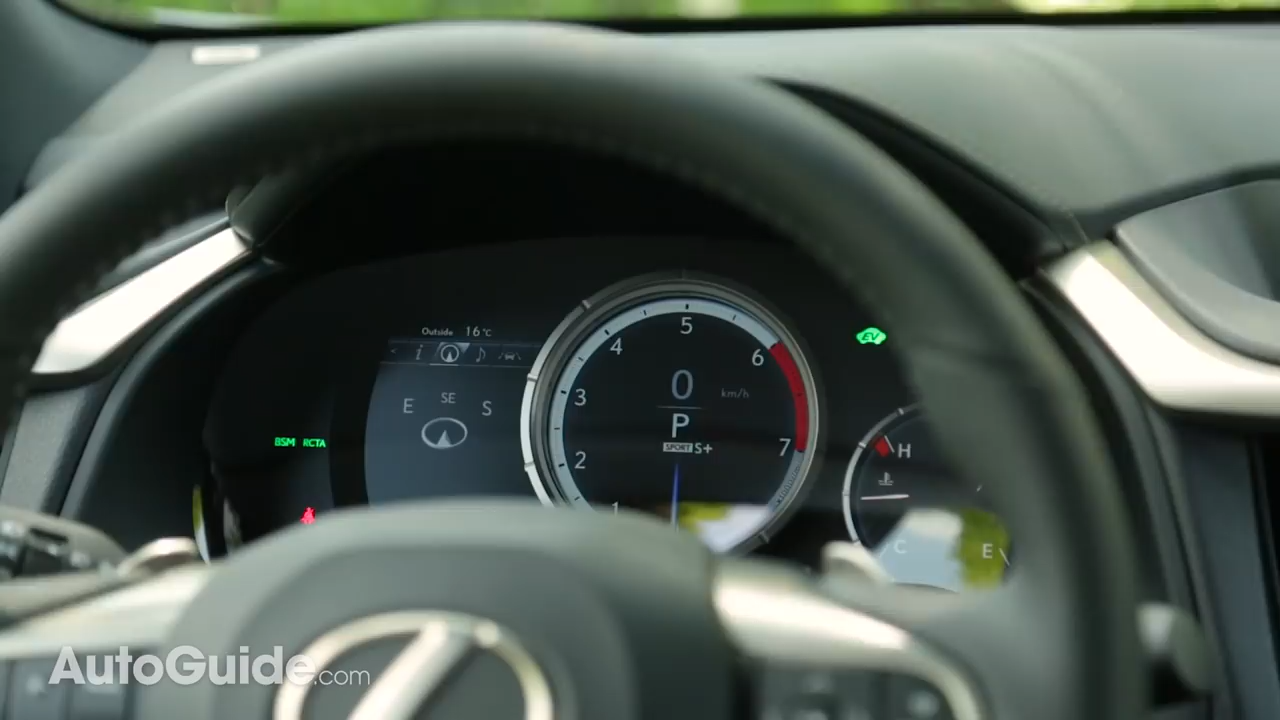 Outside 16°C
< i
E SE S
BSM RCTA
1 2 3 4 5 6 7
0 km/h
P
SPORT S+
EV
H
C E
AutoGuide.com